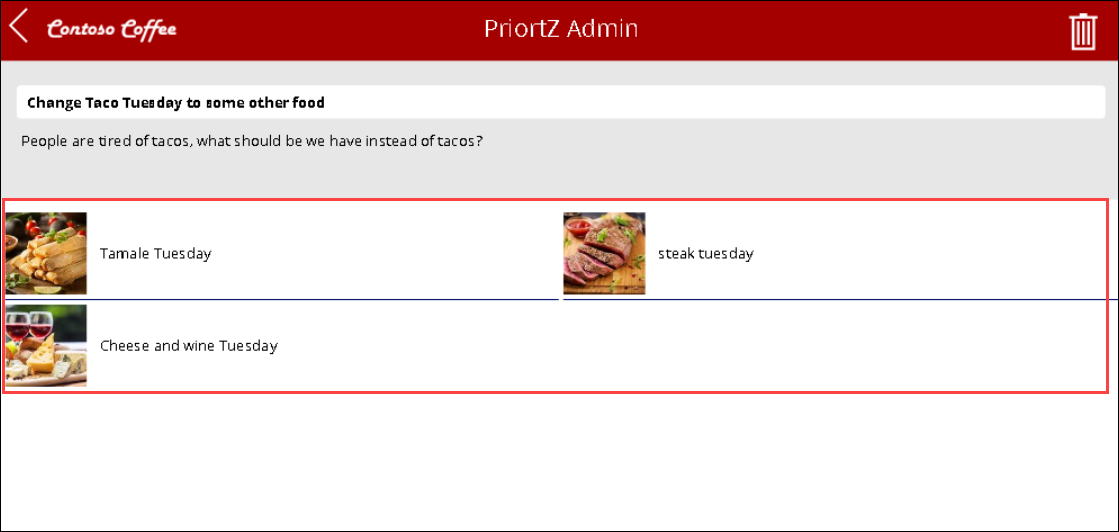 Contoso Coffee
PriortZ Admin
Change Taco Tuesday to some other food
People are tired of tacos, what should be we have instead of tacos?
Tamale Tuesday
steak tuesday
Cheese and wine Tuesday